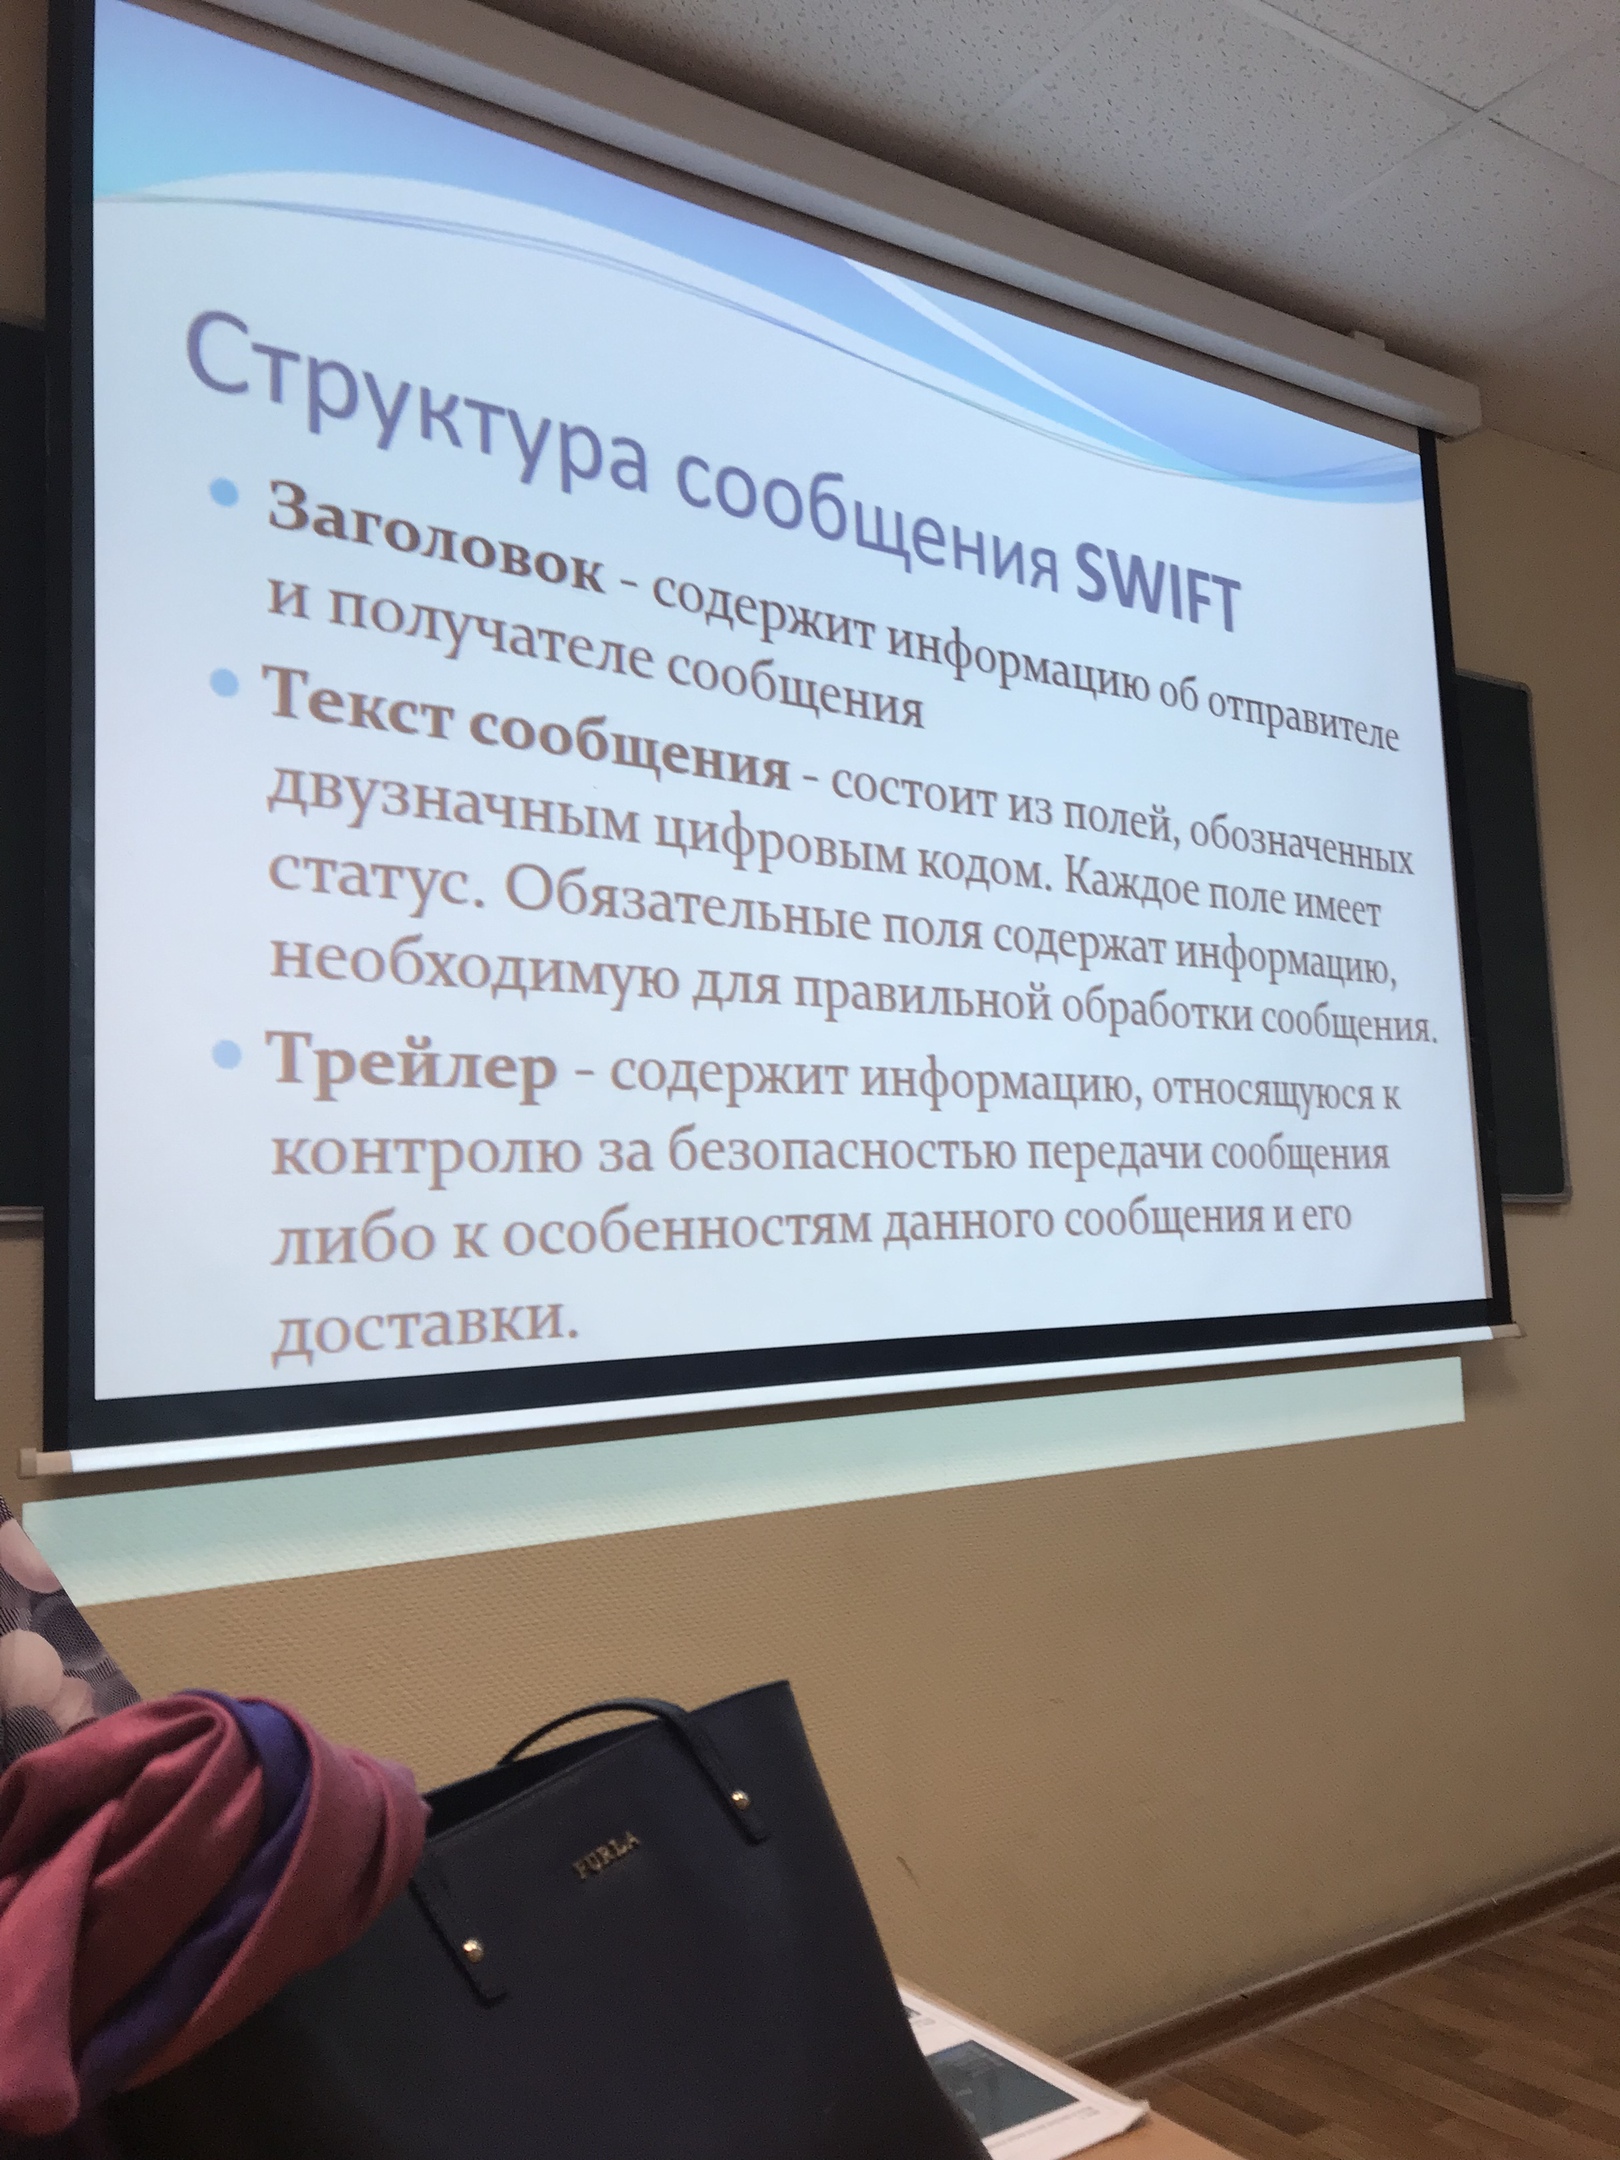 Структура сообщения SWIFT
• Заголовок - содержит информацию об отправителе
и получателе сообщения
• Текст сообщения - состоит из полей, обозначенных
двузначным цифровым кодом. Каждое поле имеет
статус. Обязательные поля содержат информацию,
необходимую для правильной обработки сообщения.
• Трейлер - содержит информацию, относящуюся к
контролю за безопасностью передачи сообщения
либо к особенностям данного сообщения и его
доставки.
FURLA